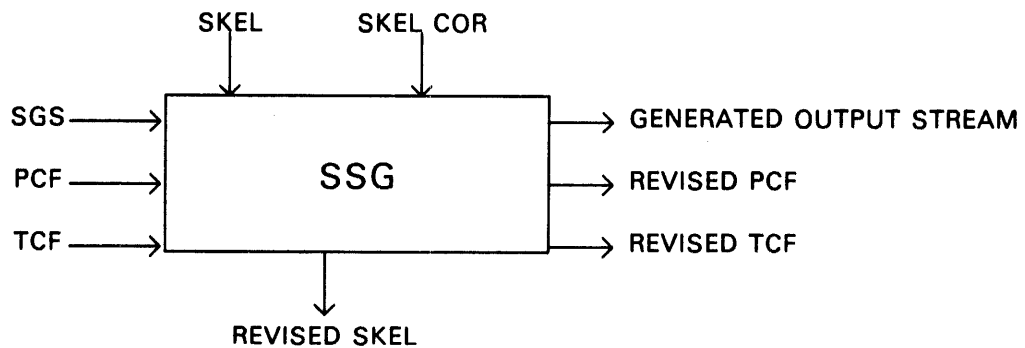 SKEL
SKEL COR
SGS
GENERATED OUTPUT STREAM
PCF
SSG
REVISED PCF
TCF
REVISED TCF
REVISED SKEL